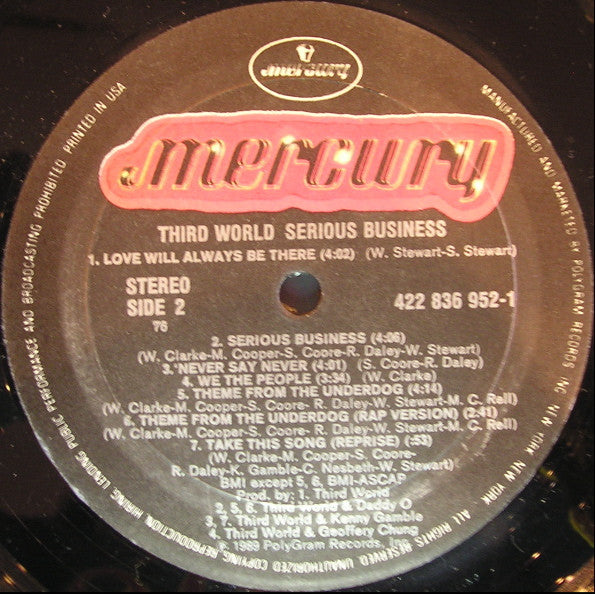 mercury
mercury
THIRD WORLD SERIOUS BUSINESS
1. LOVE WILL ALWAYS BE THERE (4:02) (W. Stewart-S. Stewart)
STEREO
SIDE 2
76
422 836 952-1
2. SERIOUS BUSINESS (4:06)
(W. Clarke-M. Cooper-S. Coore-R. Daley-W. Stewart)
3. NEVER SAY NEVER (4:01) (S. Coore-R. Daley)
4. WE THE PEOPLE (3:54) (W. Clarke)
5. THEME FROM THE UNDERDOG (4:14)
(W. Clarke-M. Cooper-S. Coore- R. Daley-W. Stewart-M. C. Rell)
6. THEME FROM THE UNDERDOG (RAP VERSION) (2:41)
(W. Clarke-M. Cooper-S. Coore-R. Daley-W. Stewart-M. C. Rell)
7. TAKE THIS SONG (REPRISE) (:53)
(W. Clarke-M. Cooper-S. Coore-
R. Daley-K. Gamble-C. Nesbeth-W. Stewart)
BMI except 5, 6, BMI-ASCAP
Prod. by: 1. Third World
2, 5, 6. Third World & Daddy O
3, 7. Third World & Kenny Gamble
4. Third World & Geoffery Chung
© 1989 PolyGram Records, Inc.
MANUFACTURED AND MARKETED BY POLYGRAM RECORDS, INC. NEW YORK, NEW YORK. ALL RIGHTS RESERVED. UNAUTHORIZED COPYING, REPRODUCTION, HIRING, LENDING, PUBLIC PERFORMANCE AND BROADCASTING PROHIBITED. PRINTED IN USA